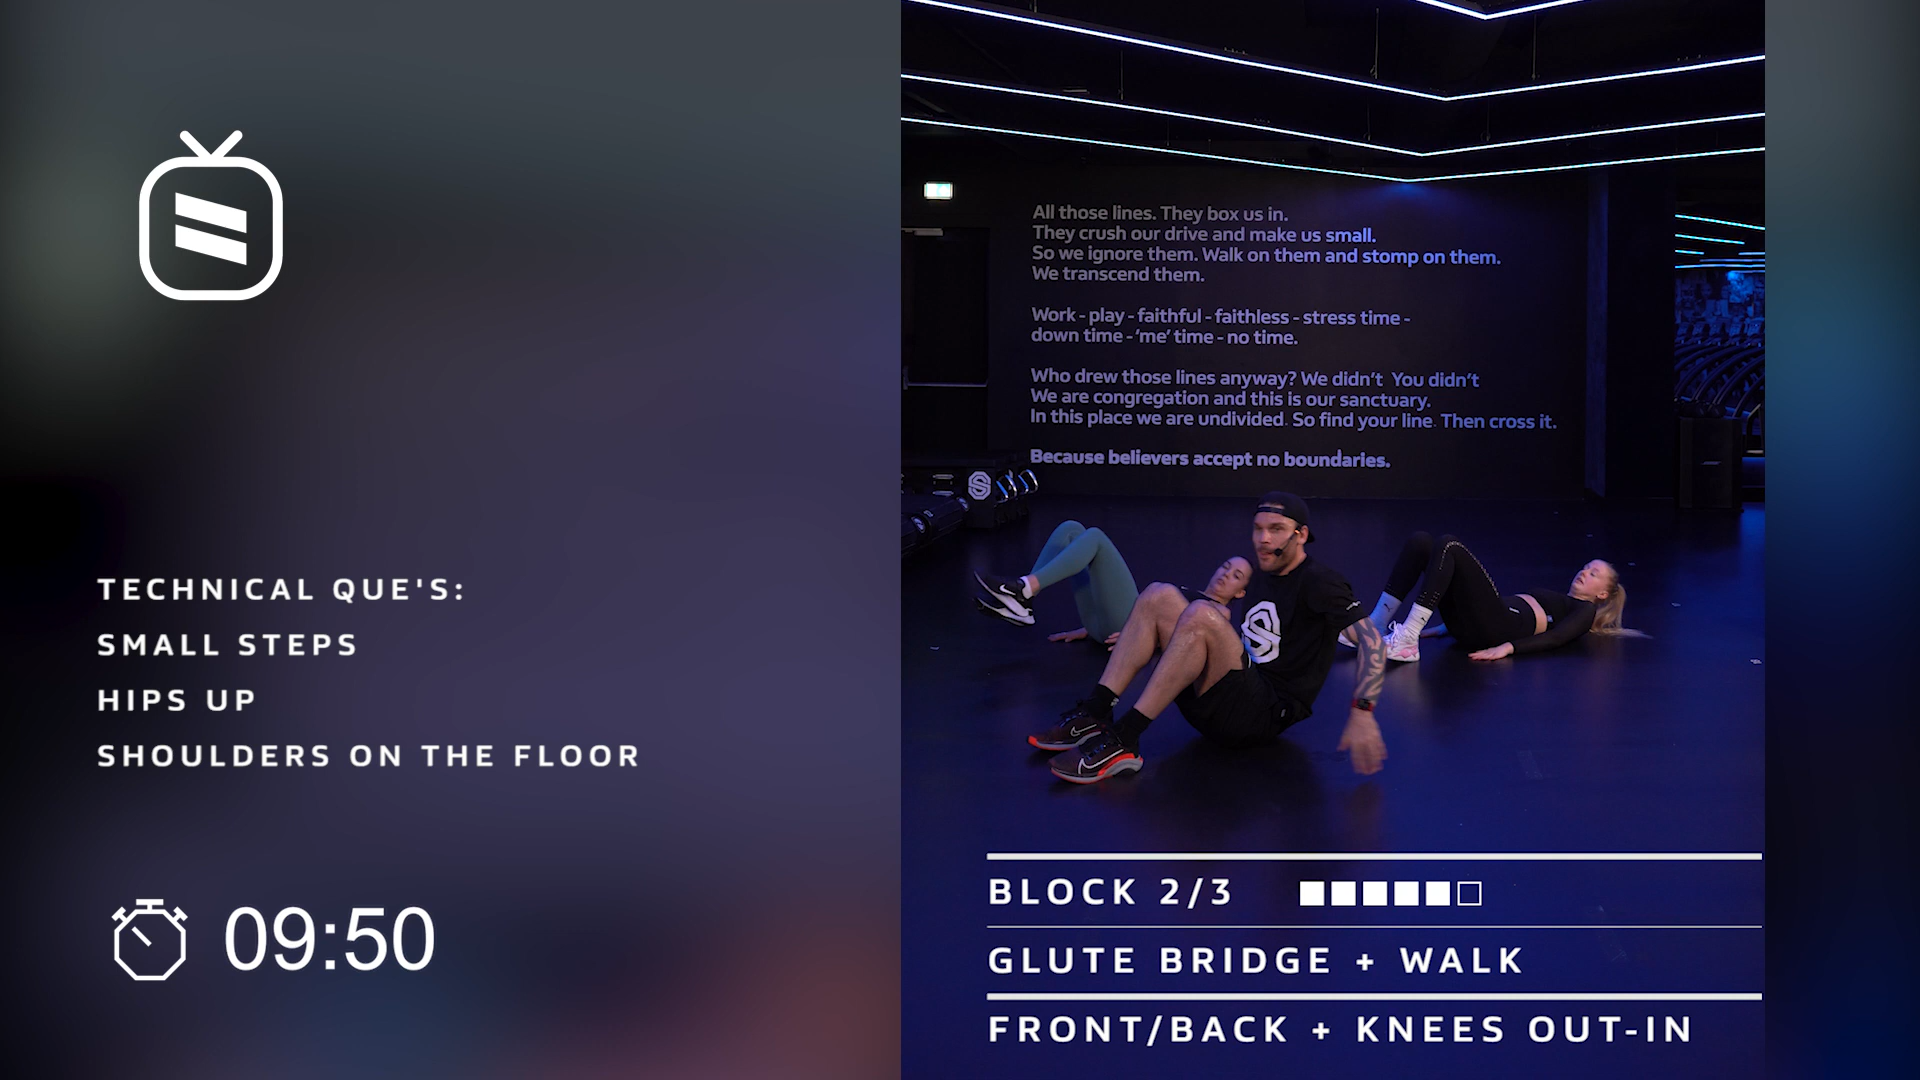 TECHNICAL QUE'S:
SMALL STEPS
HIPS UP
SHOULDERS ON THE FLOOR
09:50
All those lines. They box us in.
They crush our drive and make us small.
So we ignore them. Walk on them and stomp on them.
We transcend them.
Work - play - faithful - faithless - stress time -
down time - 'me' time - no time.
Who drew those lines anyway? We didn't You didn't
We are congregation and this is our sanctuary.
In this place we are undivided. So find your line. Then cross it.
Because believers accept no boundaries.
BLOCK 2/3
GLUTE BRIDGE + WALK
FRONT/BACK + KNEES OUT-IN